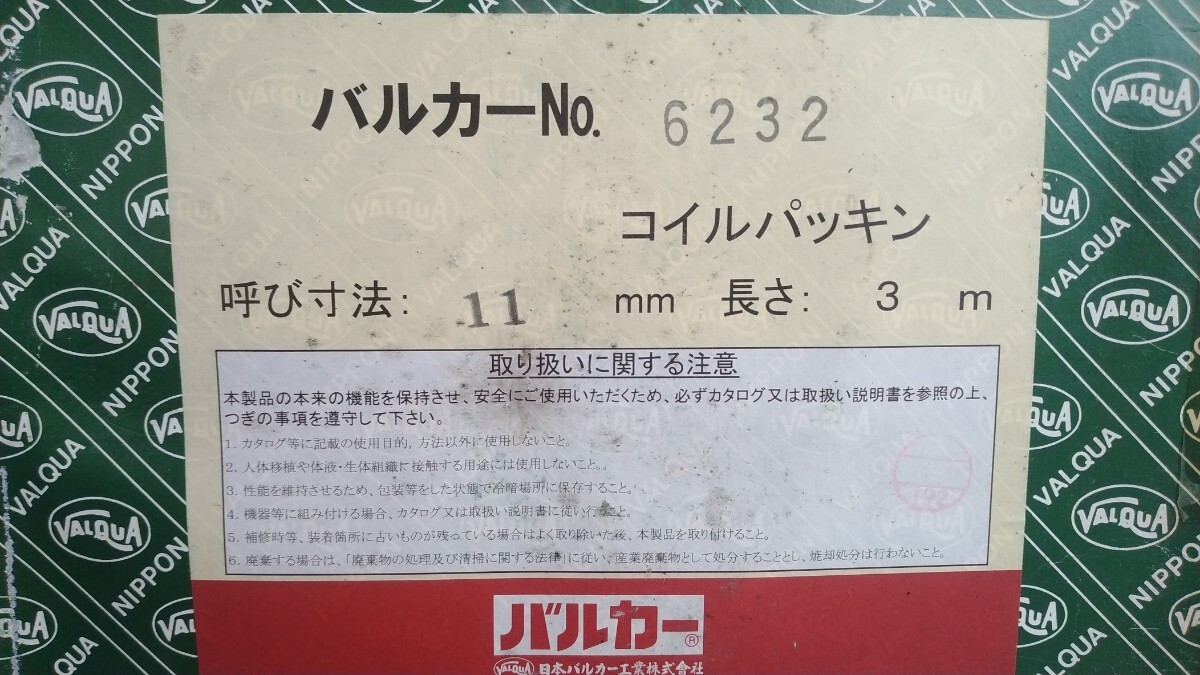 バルカーNo. 6232
コイルパッキン
呼び寸法: 11 mm 長さ: 3 m
取り扱いに関する注意
本製品の本来の機能を保持させ、安全にご使用いただくため、必ずカタログ又は取扱い説明書を参照の上、
つぎの事項を遵守して下さい。
1. カタログ等に記載の使用目的, 方法以外に使用しないこと。
2. 人体移植や体液・生体組織に接触する用途には使用しないこと。
3. 性能を維持させるため、包装等をした状態で冷暗場所に保存すること。
4. 機器等に組み付ける場合、カタログ又は取扱い説明書に従い行うこと。
5. 補修時等、装着箇所に古いものが残っている場合はよく取り除いた後、本製品を取り付けること。
6. 廃棄する場合は、「廃棄物の処理及び清掃に関する法律」に従い、産業廃棄物として処分することとし、焼却処分は行わないこと。
バルカー®
VALQUA 日本バルカー工業株式会社
VALQUA
NIPPON VALQUA